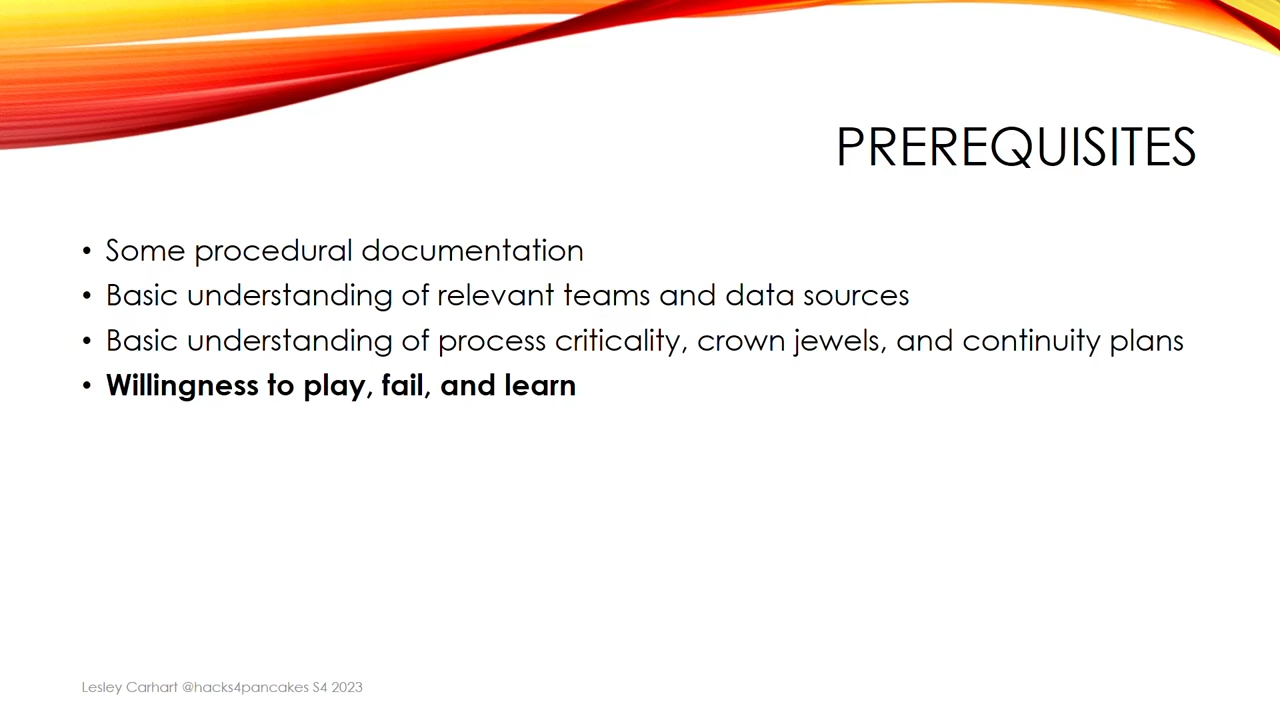 PREREQUISITES
• Some procedural documentation
• Basic understanding of relevant teams and data sources
• Basic understanding of process criticality, crown jewels, and continuity plans
• Willingness to play, fail, and learn
Lesley Carhart @hacks4pancakes S4 2023